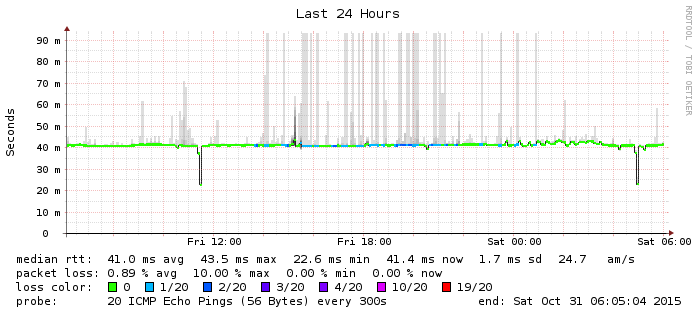 Last 24 Hours
RRDTOOL / TOBI OETIKER
Seconds
90 m
80 m
70 m
60 m
50 m
40 m
30 m
20 m
10 m
0
Fri 12:00 Fri 18:00 Sat 00:00 Sat 06:00
median rtt: 41.0 ms avg 43.5 ms max 22.6 ms min 41.4 ms now 1.7 ms sd 24.7 am/s
packet loss: 0.89 % avg 10.00 % max 0.00 % min 0.00 % now
loss color: 0 1/20 2/20 3/20 4/20 10/20 19/20
probe: 20 ICMP Echo Pings (56 Bytes) every 300s end: Sat Oct 31 06:05:04 2015